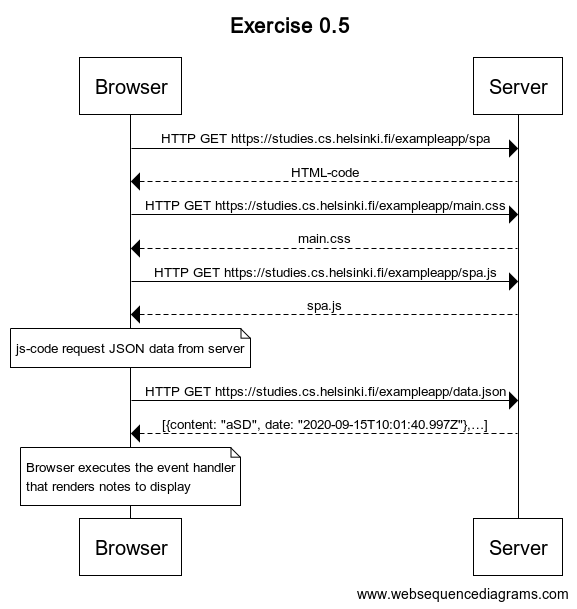 Exercise 0.5
Browser
Server
HTTP GET https://studies.cs.helsinki.fi/exampleapp/spa
HTML-code
HTTP GET https://studies.cs.helsinki.fi/exampleapp/main.css
main.css
HTTP GET https://studies.cs.helsinki.fi/exampleapp/spa.js
spa.js
js-code request JSON data from server
HTTP GET https://studies.cs.helsinki.fi/exampleapp/data.json
[{content: "aSD", date: "2020-09-15T10:01:40.997Z"},…]
Browser executes the event handler
that renders notes to display
Browser
Server
www.websequencediagrams.com